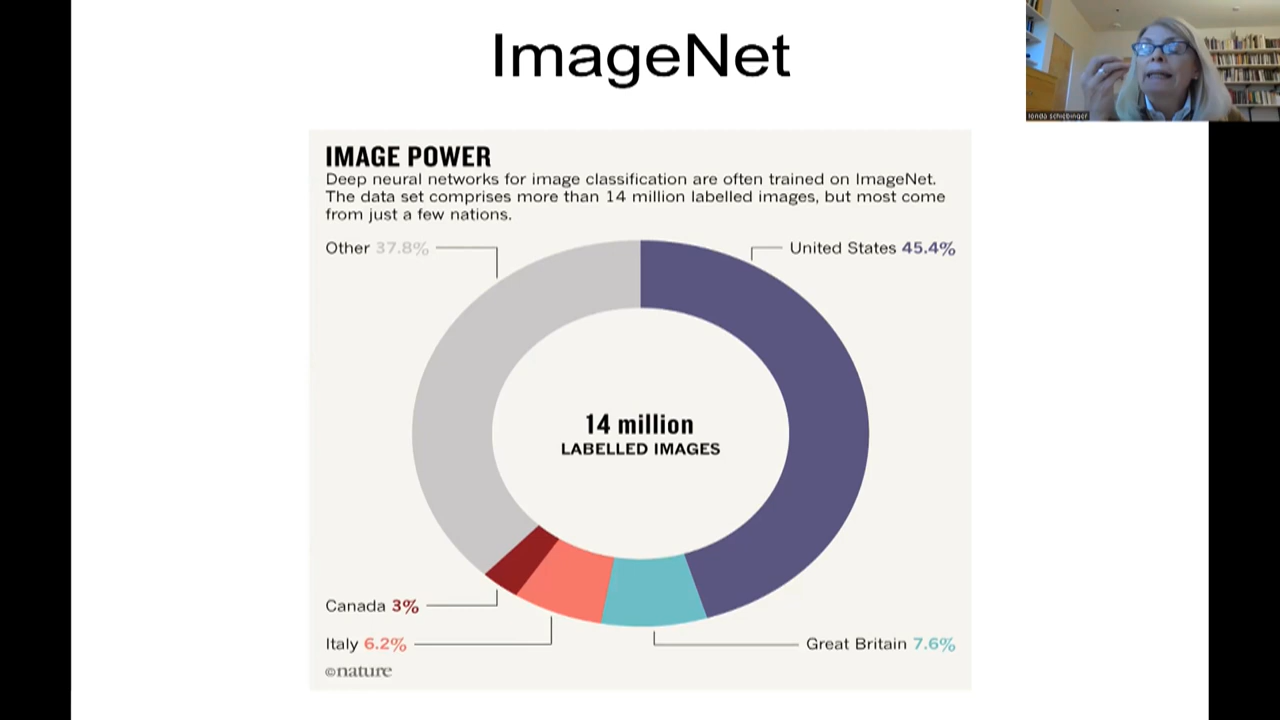 ImageNet
londa schiebinger
IMAGE POWER
Deep neural networks for image classification are often trained on ImageNet.
The data set comprises more than 14 million labelled images, but most come
from just a few nations.
Other 37.8%
United States 45.4%
14 million
LABELLED IMAGES
Canada 3%
Italy 6.2%
Great Britain 7.6%
©nature